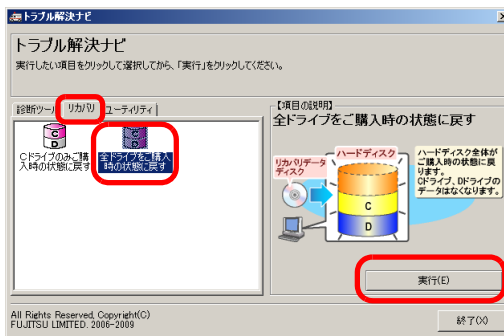 トラブル解決ナビ
トラブル解決ナビ
実行したい項目をクリックして選択してから、「実行」をクリックしてください。
診断ツール
リカバリ
ユーティリティ
Cドライブのみご購
入時の状態に戻す
全ドライブをご購入
時の状態に戻す
【項目の説明】
全ドライブをご購入時の状態に戻す
リカバリデータ
ディスク
ハードディスク
C
D
ハードディスク全体が
ご購入時の状態に戻
ります。
Cドライブ、Dドライブの
データはなくなります。
実行(E)
All Rights Reserved, Copyright(C)
FUJITSU LIMITED. 2006-2009
終了(X)